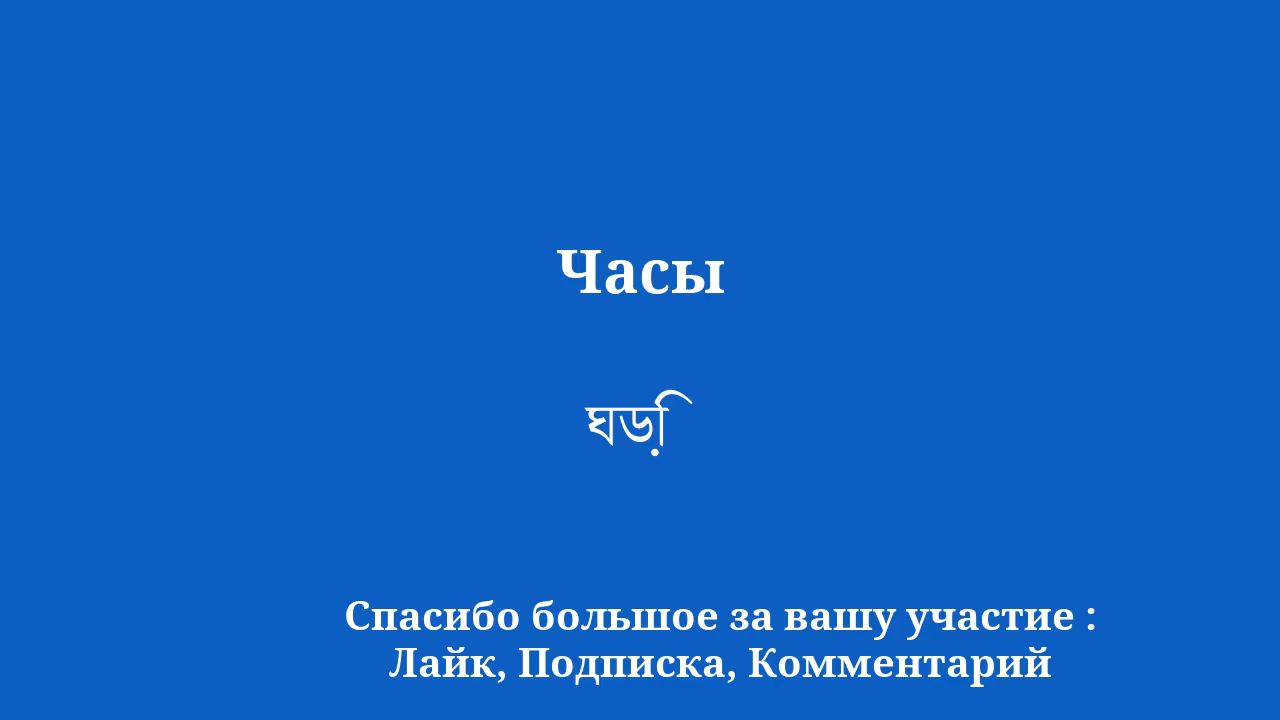 Часы
ঘড়ি
Спасибо большое за вашу участие :
Лайк, Подписка, Комментарий